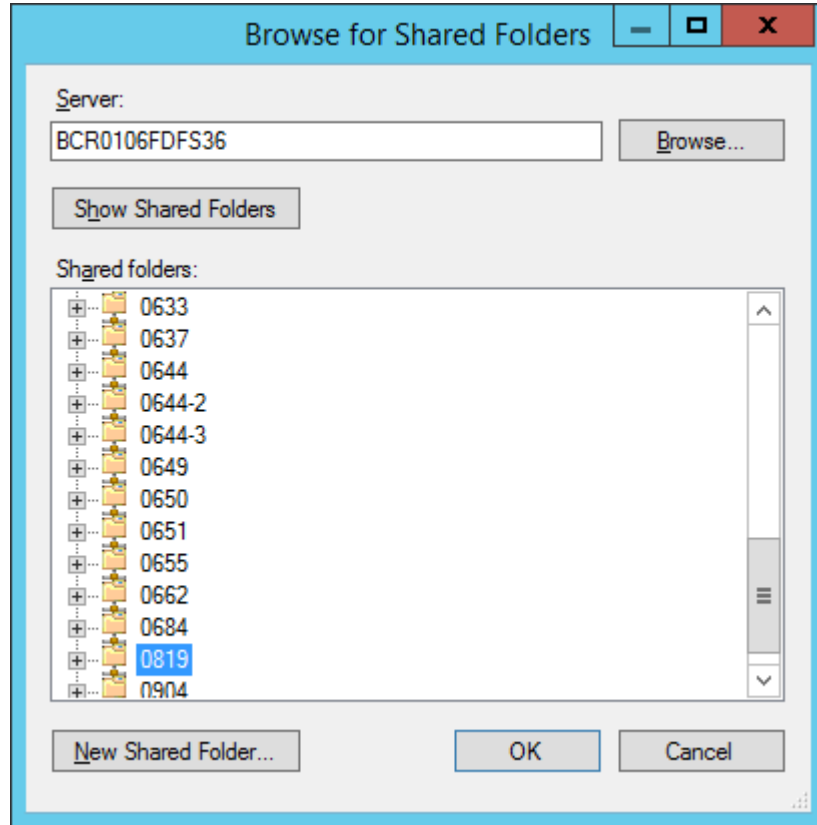 Browse for Shared Folders
Server:
BCR0106FDFS36
Browse...
Show Shared Folders
Shared folders:
0633
0637
0644
0644-2
0644-3
0649
0650
0651
0655
0662
0684
0819
0904
New Shared Folder...
OK
Cancel